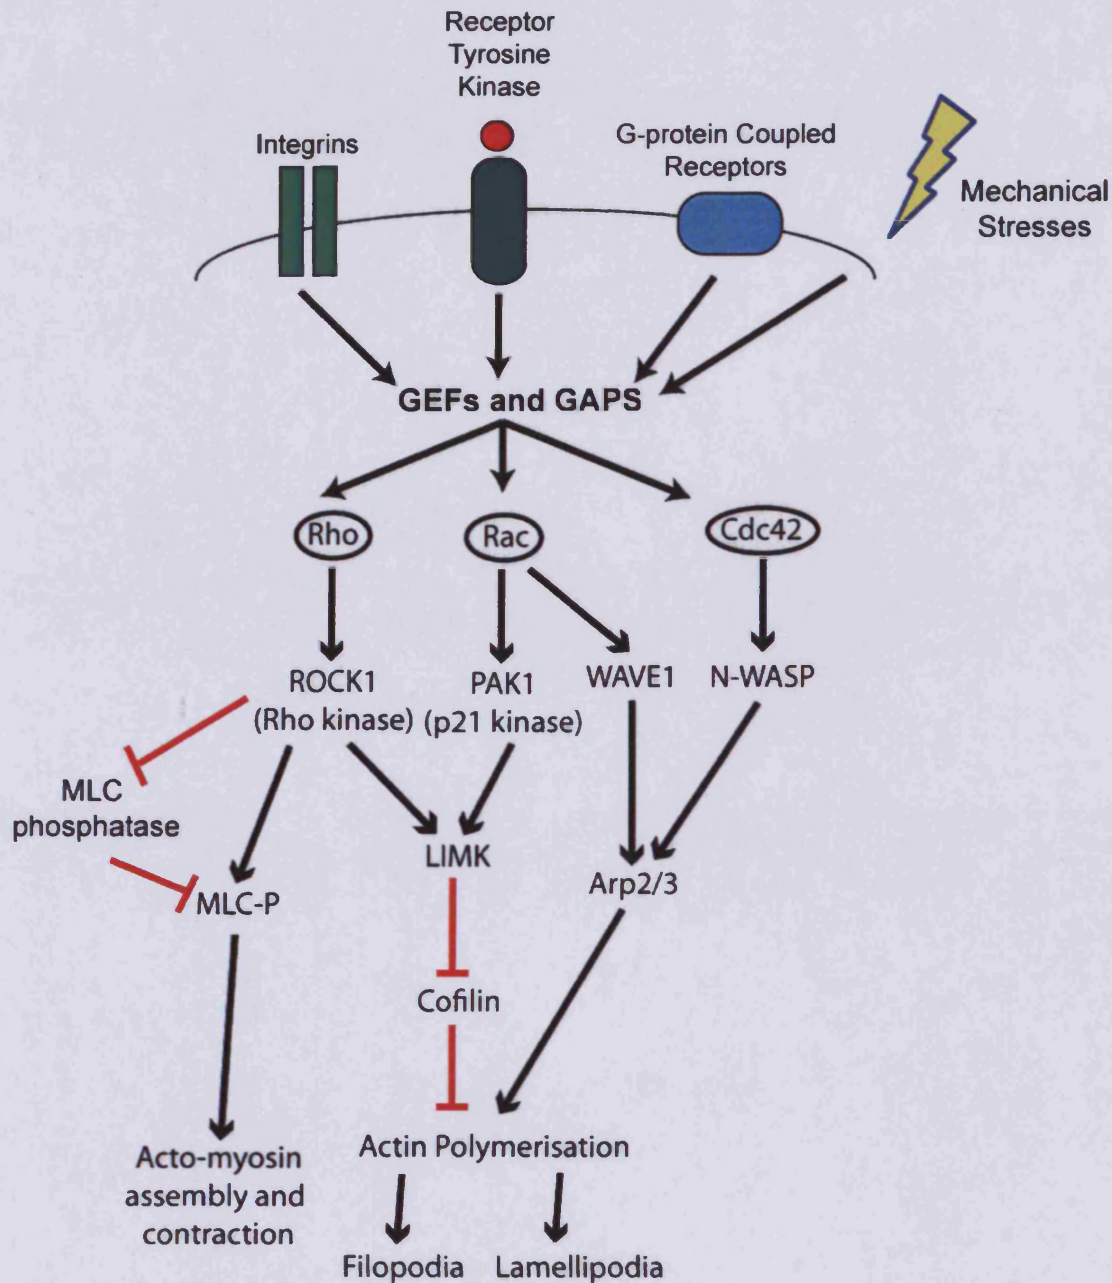 Receptor
Tyrosine
Kinase
Integrins
G-protein Coupled
Receptors
Mechanical
Stresses
GEFs and GAPS
Rho
Rac
Cdc42
ROCK1
(Rho kinase)
PAK1
(p21 kinase)
WAVE1
N-WASP
MLC
phosphatase
LIMK
Arp2/3
MLC-P
Cofilin
Actin Polymerisation
Acto-myosin
assembly and
contraction
Filopodia
Lamellipodia